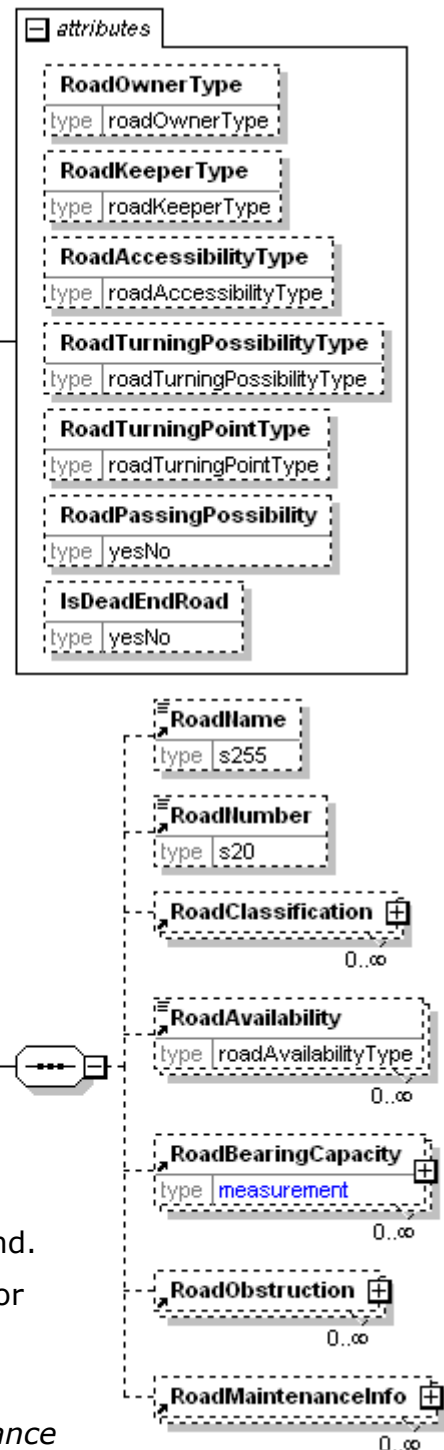 attributes
RoadOwnerType
type roadOwnerType
RoadKeeperType
type roadKeeperType
RoadAccessibilityType
type roadAccessibilityType
RoadTurningPossibilityType
type roadTurningPossibilityType
RoadTurningPointType
type roadTurningPointType
RoadPassingPossibility
type yesNo
IsDeadEndRoad
type yesNo
RoadName
type s255
RoadNumber
type s20
RoadClassification
0..∞
RoadAvailability
type roadAvailabilityType
0..∞
RoadBearingCapacity
type measurement
0..∞
nd.
RoadObstruction
or
0..∞
RoadMaintenanceInfo
ance
0..∞